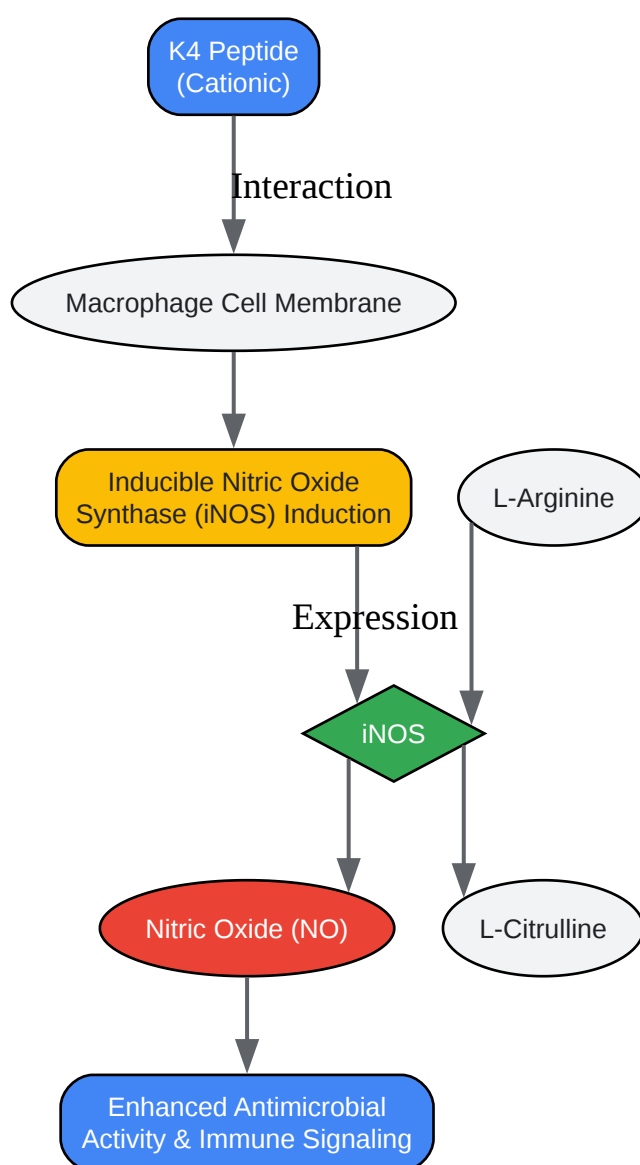 K4 Peptide
(Cationic)
Interaction
Macrophage Cell Membrane
Inducible Nitric Oxide
Synthase (iNOS) Induction
L-Arginine
Expression
iNOS
Nitric Oxide (NO)
L-Citrulline
Enhanced Antimicrobial
Activity & Immune Signaling